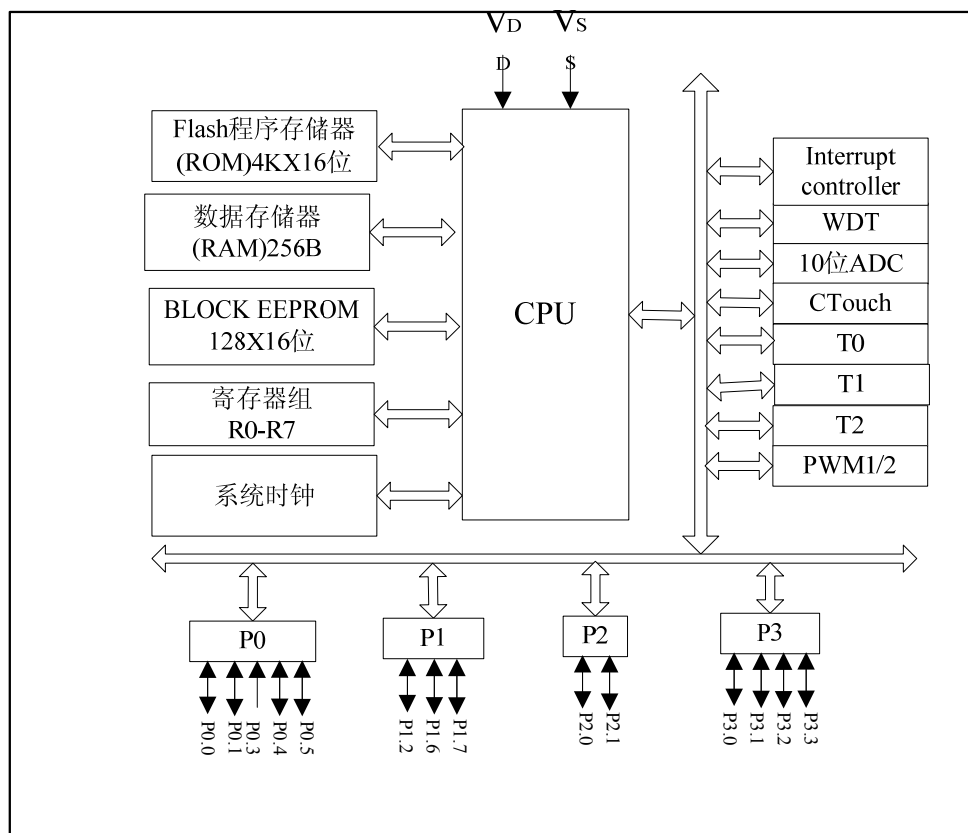 VDD
VSS
Flash程序存储器
(ROM)4KX16位
数据存储器
(RAM)256B
BLOCK EEPROM
128X16位
寄存器组
R0-R7
系统时钟
CPU
Interrupt
controller
WDT
10位ADC
CTouch
T0
T1
T2
PWM1/2
P0
P1
P2
P3
P0.0
P0.1
P0.3
P0.4
P0.5
P1.2
P1.6
P1.7
P2.0
P2.1
P3.0
P3.1
P3.2
P3.3